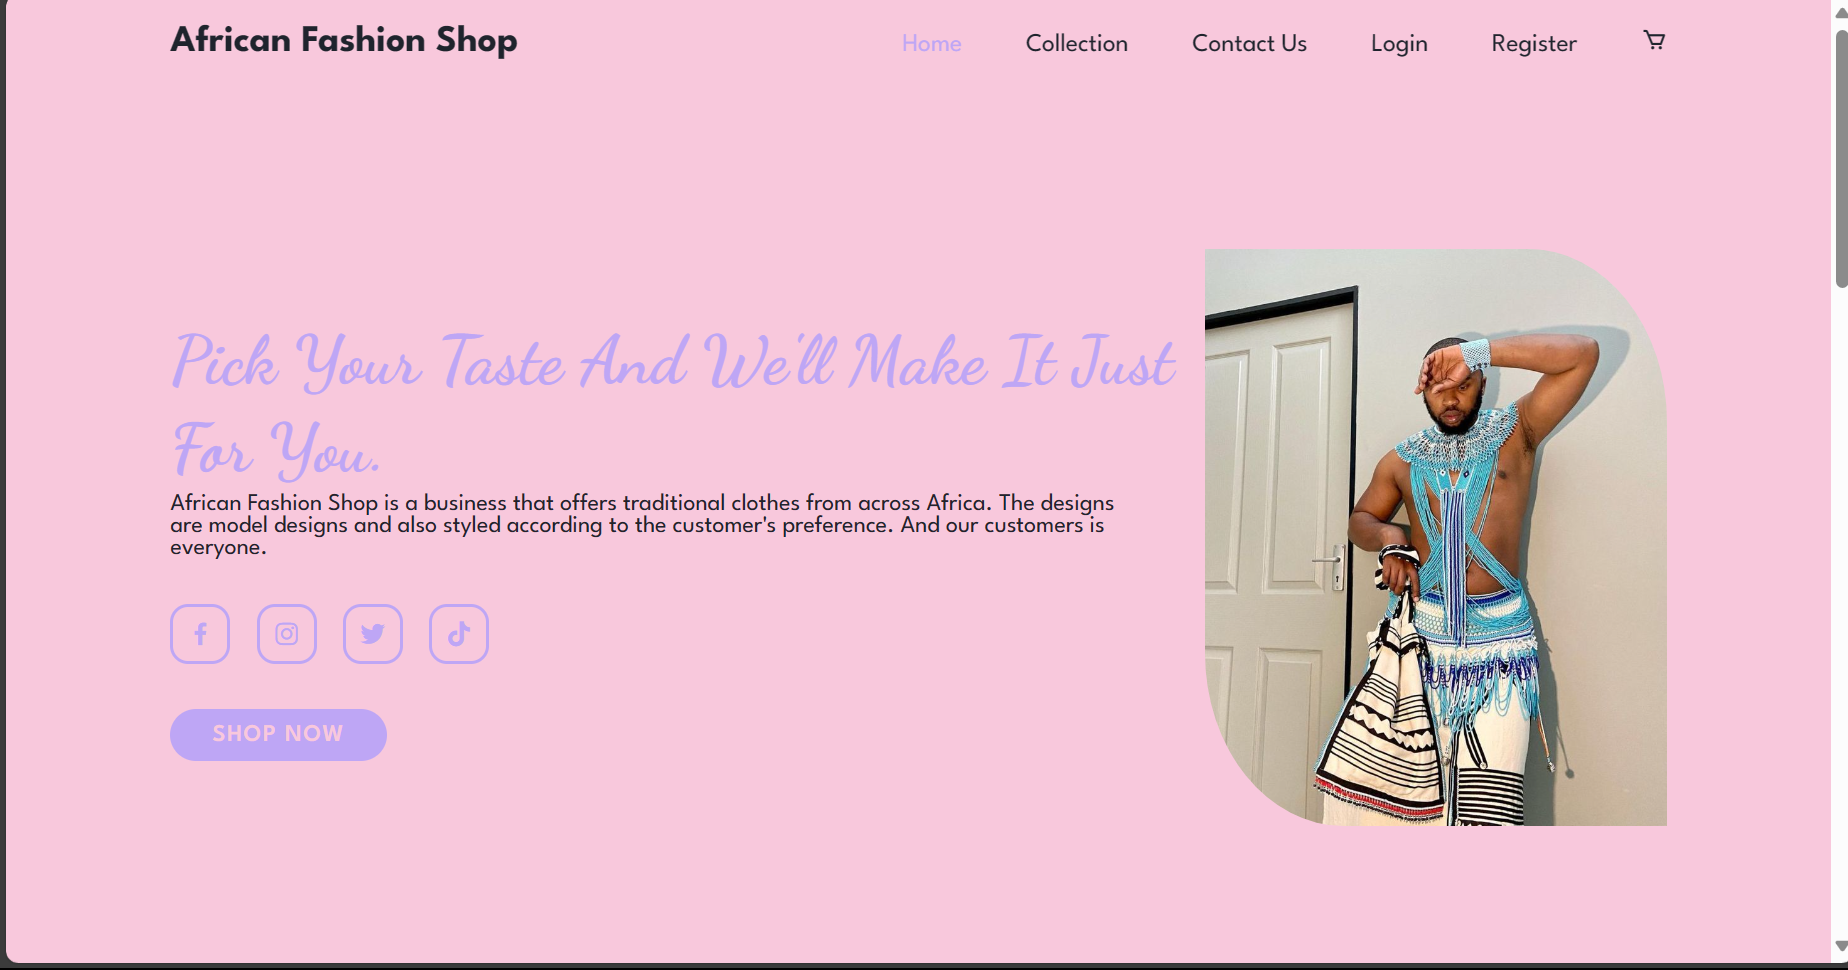 African Fashion Shop
Home Collection Contact Us Login Register
Pick Your Taste And We'll Make It Just
For You.
African Fashion Shop is a business that offers traditional clothes from across Africa. The designs
are model designs and also styled according to the customer's preference. And our customers is
everyone.
SHOP NOW